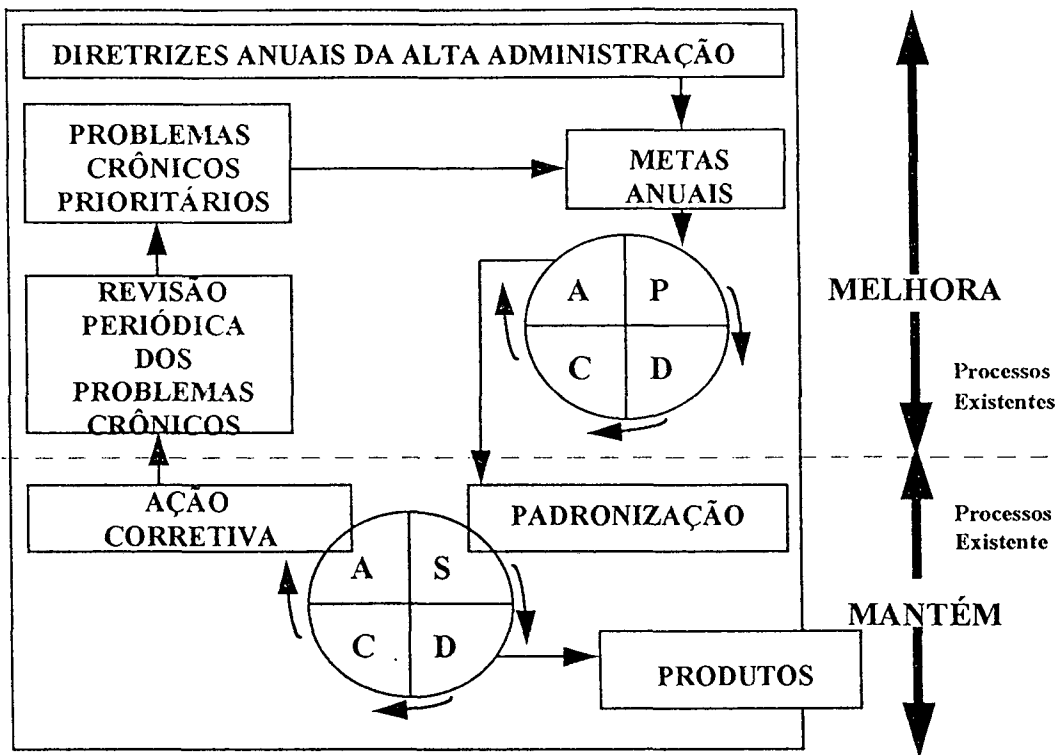 DIRETRIZES ANUAIS DA ALTA ADMINISTRAÇÃO
PROBLEMAS
CRÔNICOS
PRIORITÁRIOS
METAS
ANUAIS
REVISÃO
PERIÓDICA
DOS
PROBLEMAS
CRÔNICOS
A P
C D
MELHORA
Processos
Existentes
AÇÃO
CORRETIVA
PADRONIZAÇÃO
Processos
Existente
A S
C D
MANTÉM
PRODUTOS